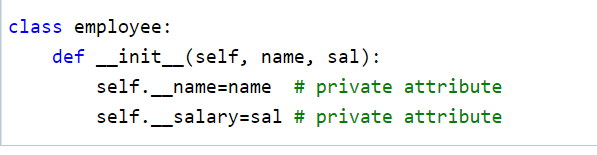 class employee:
    def __init__(self, name, sal):
        self.__name=name  # private attribute
        self.__salary=sal # private attribute